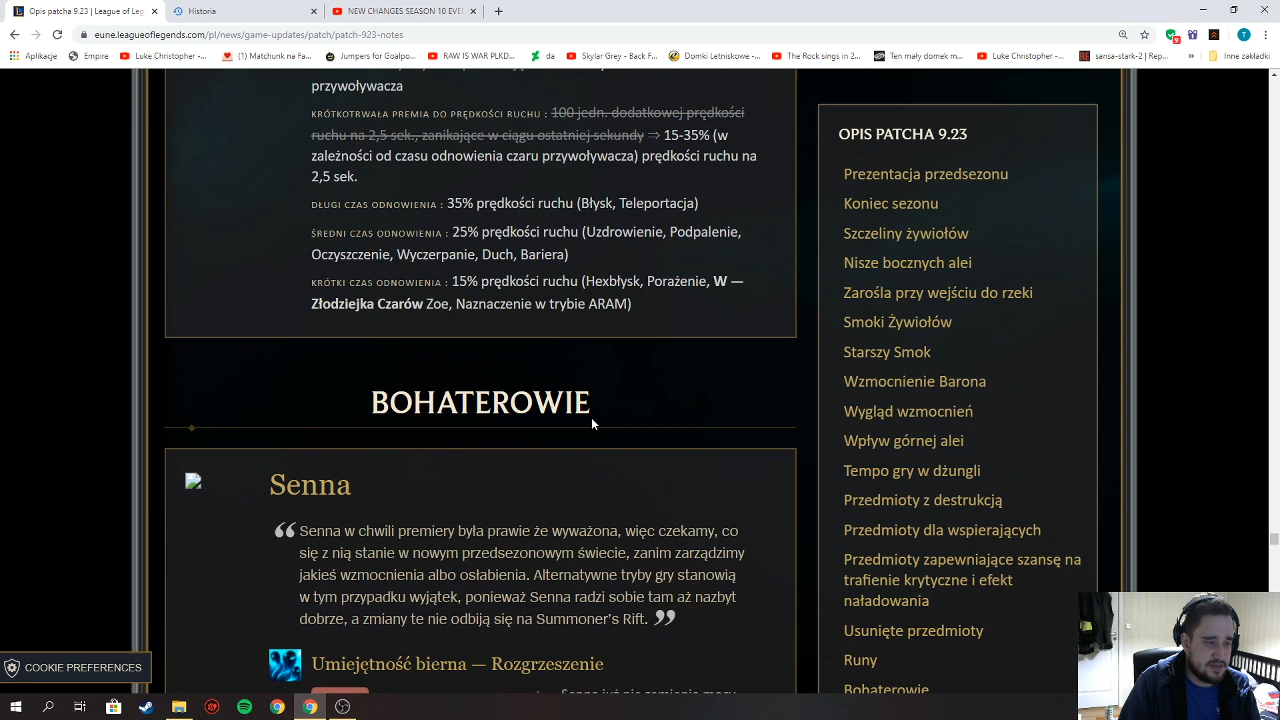 Opis patcha 9.23 | League of Leg
Historia
NEW CHANGES SEASON 10 EVE
eune.leagueoflegends.com/pl/news/game-updates/patch/patch-923-notes
Aplikacje
Empire
Luke Christopher -...
Matchunk na Fa...
Jumpers for Goalpo...
RAW IS WAR PLKD...
da
Skylar Grey - Back F...
Domki Letniskowe -...
The Rock sings in 2...
Ten mały domek m...
Luke Christopher -...
sansa-stark-2 (Rep...
»
Inne zakładki
przywoływacza
KRÓTKOTRWAŁA PREMIA DO PRĘDKOŚCI RUCHU : 100 jedn. dodatkowej prędkości
ruchu na 2,5 sek., zanikające w ciągu ostatniej sekundy ⇒ 15-35% (w
zależności od czasu odnowienia czaru przywoływacza) prędkości ruchu na
2,5 sek.
DŁUGI CZAS ODNOWIENIA : 35% prędkości ruchu (Błysk, Teleportacja)
ŚREDNI CZAS ODNOWIENIA : 25% prędkości ruchu (Uzdrowienie, Podpalenie,
Oczyszczenie, Wyczerpanie, Duch, Bariera)
KRÓTKI CZAS ODNOWIENIA : 15% prędkości ruchu (Hexbłysk, Porażenie, W —
Złodziejka Czarów Zoe, Naznaczenie w trybie ARAM)
BOHATEROWIE
Senna
“ Senna w chwili premiery była prawie że wyważona, więc czekamy, co
się z nią stanie w nowym przedsezonowym świecie, zanim zarządzimy
jakieś wzmocnienia albo osłabienia. Alternatywne tryby gry stanowią
w tym przypadku wyjątek, ponieważ Senna radzi sobie tam aż nazbyt
dobrze, a zmiany te nie odbiją się na Summoner’s Rift. ”
Umiejętność bierna — Rozgrzeszenie
OPIS PATCHA 9.23
Prezentacja przedsezonu
Koniec sezonu
Szczeliny żywiołów
Nisze bocznych alei
Zarośla przy wejściu do rzeki
Smoki Żywiołów
Starszy Smok
Wzmocnienie Barona
Wygląd wzmocnień
Wpływ górnej alei
Tempo gry w dżungli
Przedmioty z destrukcją
Przedmioty dla wspierających
Przedmioty zapewniające szansę na
trafienie krytyczne i efekt
naładowania
Usunięte przedmioty
Runy
Bohaterowie
COOKIE PREFERENCES